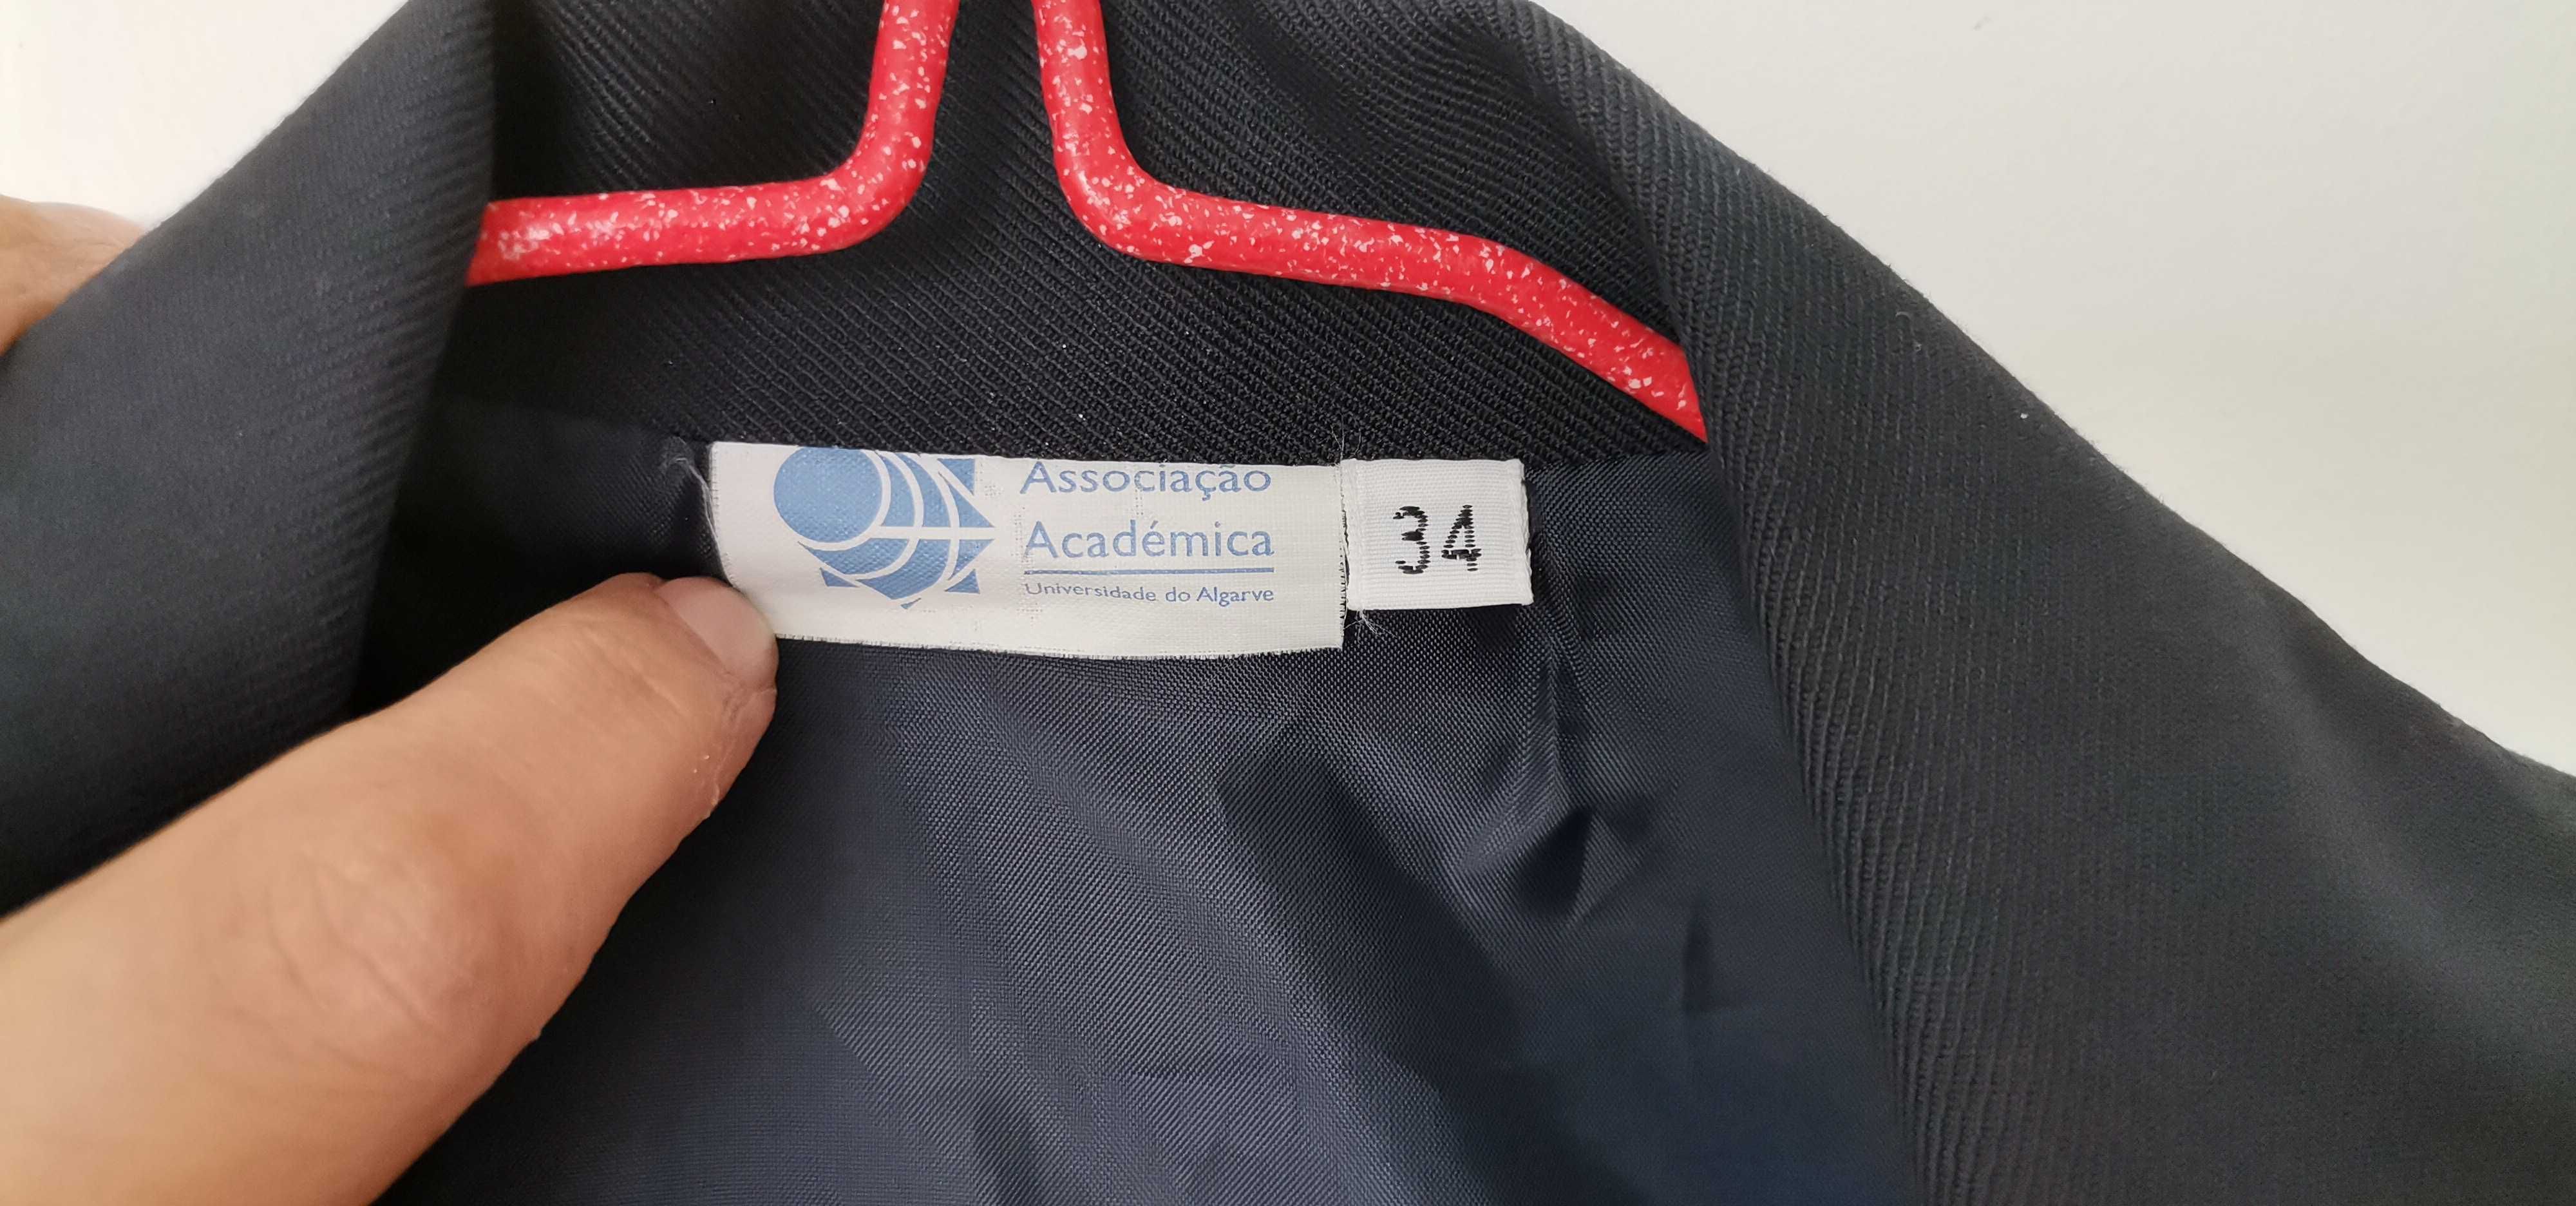 Associação
Académica
Universidade do Algarve
34